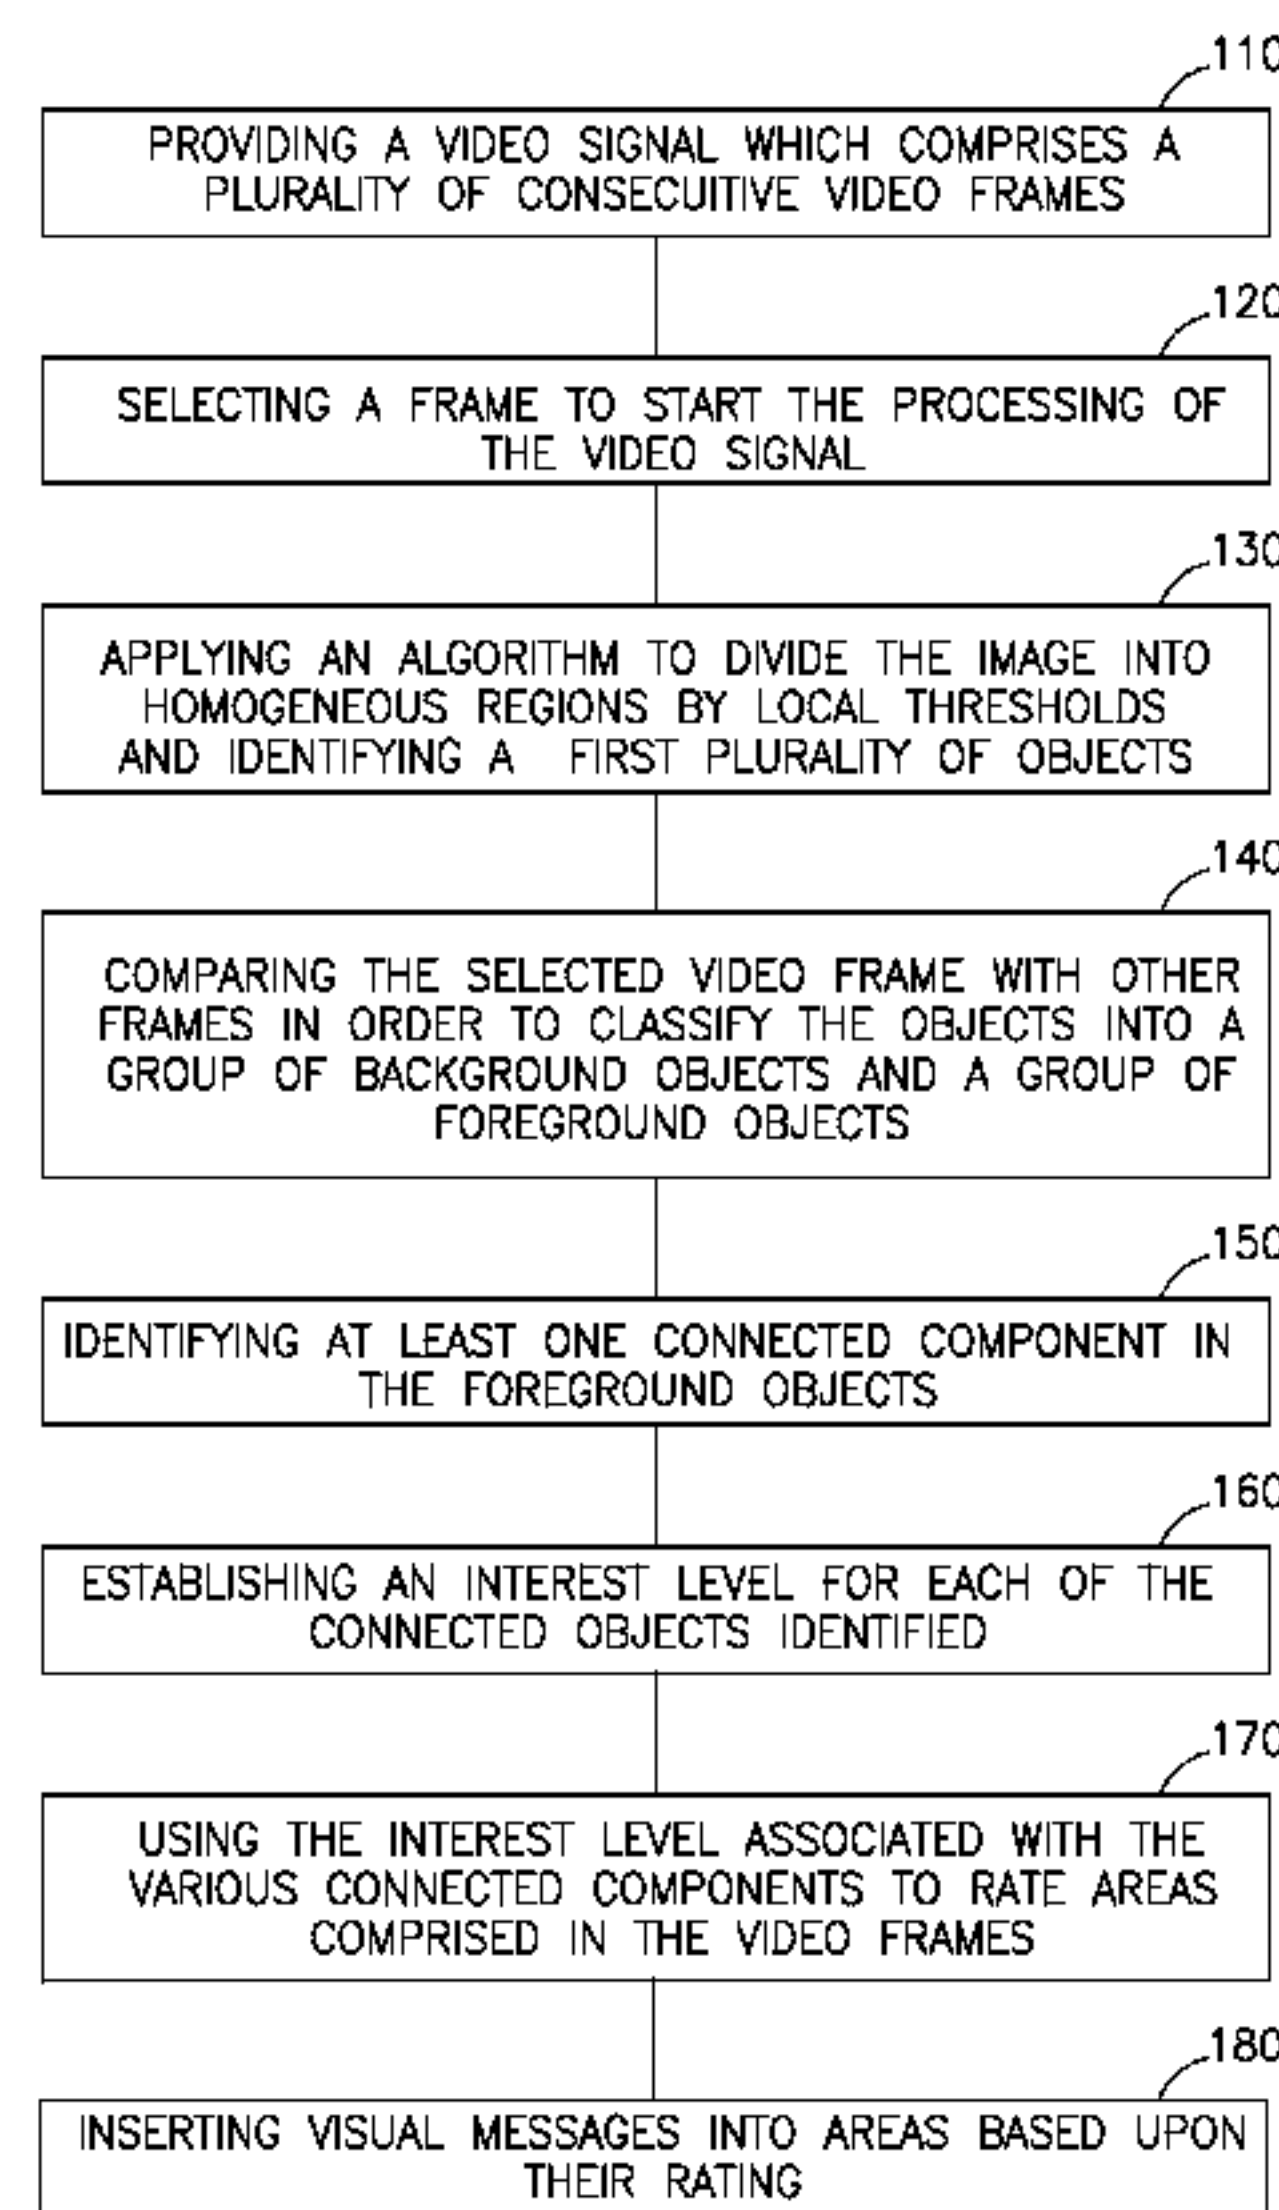 110
PROVIDING A VIDEO SIGNAL WHICH COMPRISES A
PLURALITY OF CONSECUITIVE VIDEO FRAMES
120
SELECTING A FRAME TO START THE PROCESSING OF
THE VIDEO SIGNAL
130
APPLYING AN ALGORITHM TO DIVIDE THE IMAGE INTO
HOMOGENEOUS REGIONS BY LOCAL THRESHOLDS
AND IDENTIFYING A FIRST PLURALITY OF OBJECTS
140
COMPARING THE SELECTED VIDEO FRAME WITH OTHER
FRAMES IN ORDER TO CLASSIFY THE OBJECTS INTO A
GROUP OF BACKGROUND OBJECTS AND A GROUP OF
FOREGROUND OBJECTS
150
IDENTIFYING AT LEAST ONE CONNECTED COMPONENT IN
THE FOREGROUND OBJECTS
160
ESTABLISHING AN INTEREST LEVEL FOR EACH OF THE
CONNECTED OBJECTS IDENTIFIED
170
USING THE INTEREST LEVEL ASSOCIATED WITH THE
VARIOUS CONNECTED COMPONENTS TO RATE AREAS
COMPRISED IN THE VIDEO FRAMES
180
INSERTING VISUAL MESSAGES INTO AREAS BASED UPON
THEIR RATING